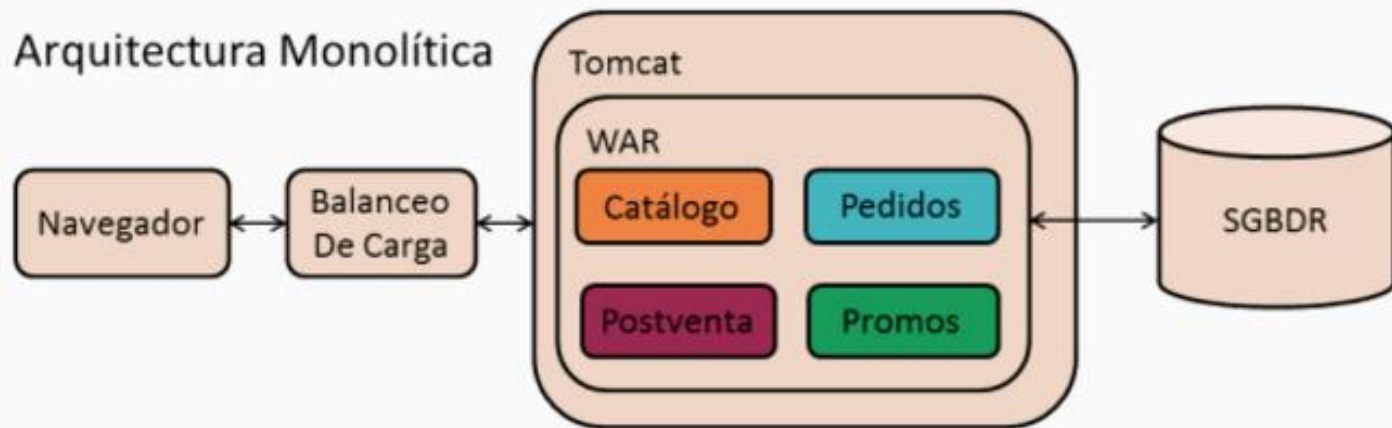 Arquitectura Monolítica
Tomcat
WAR
Navegador
Balanceo
De Carga
Catálogo
Pedidos
Postventa
Promos
SGBDR